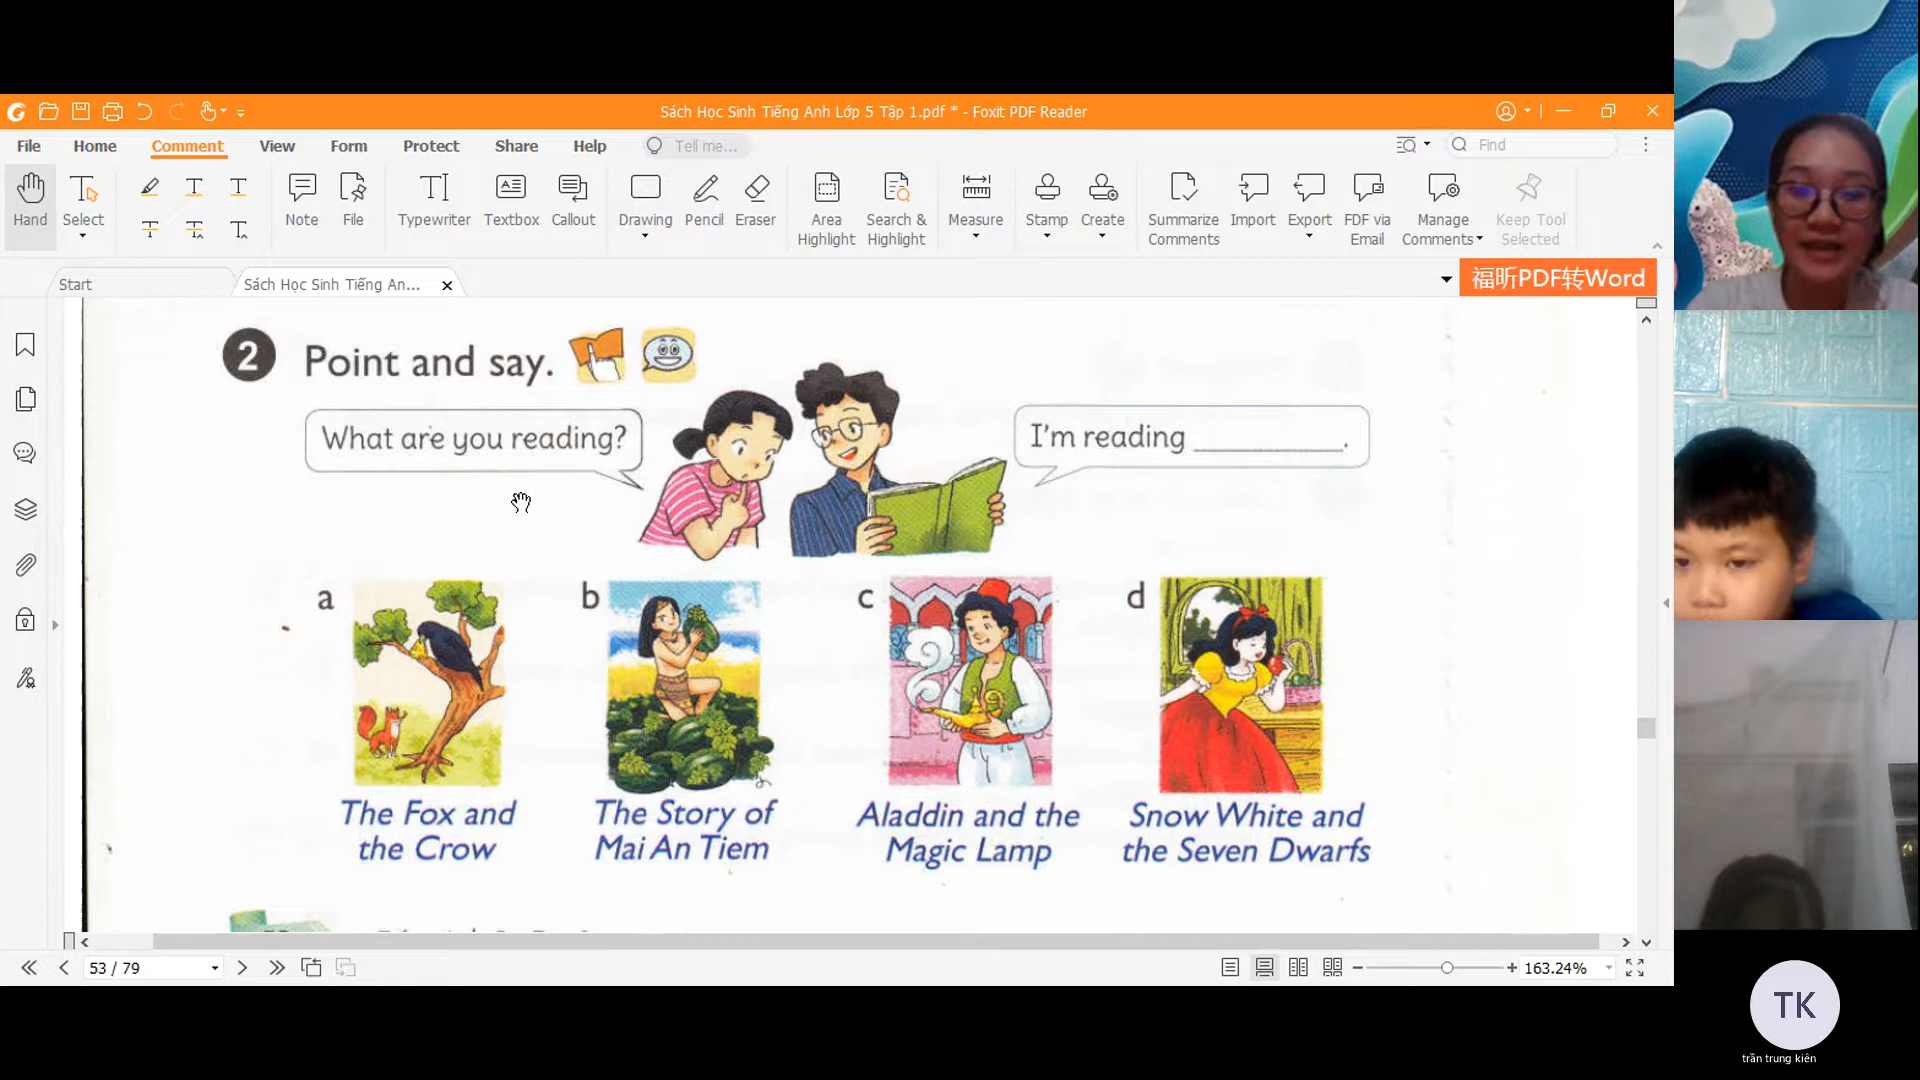 Sách Học Sinh Tiếng Anh Lớp 5 Tập 1.pdf * - Foxit PDF Reader
File Home Comment View Form Protect Share Help Tell me... Find
Hand Select Note File Typewriter Textbox Callout Drawing Pencil Eraser Area Highlight Search & Highlight Measure Stamp Create Summarize Comments Import Export FDF via Email Manage Comments Keep Tool Selected
Start Sách Học Sinh Tiếng An... 福昕PDF转Word
2 Point and say.
What are you reading?
I'm reading ___________.
a b c d
The Fox and
the Crow
The Story of
Mai An Tiem
Aladdin and the
Magic Lamp
Snow White and
the Seven Dwarfs
53 / 79 163.24%
TK
trần trung kiên